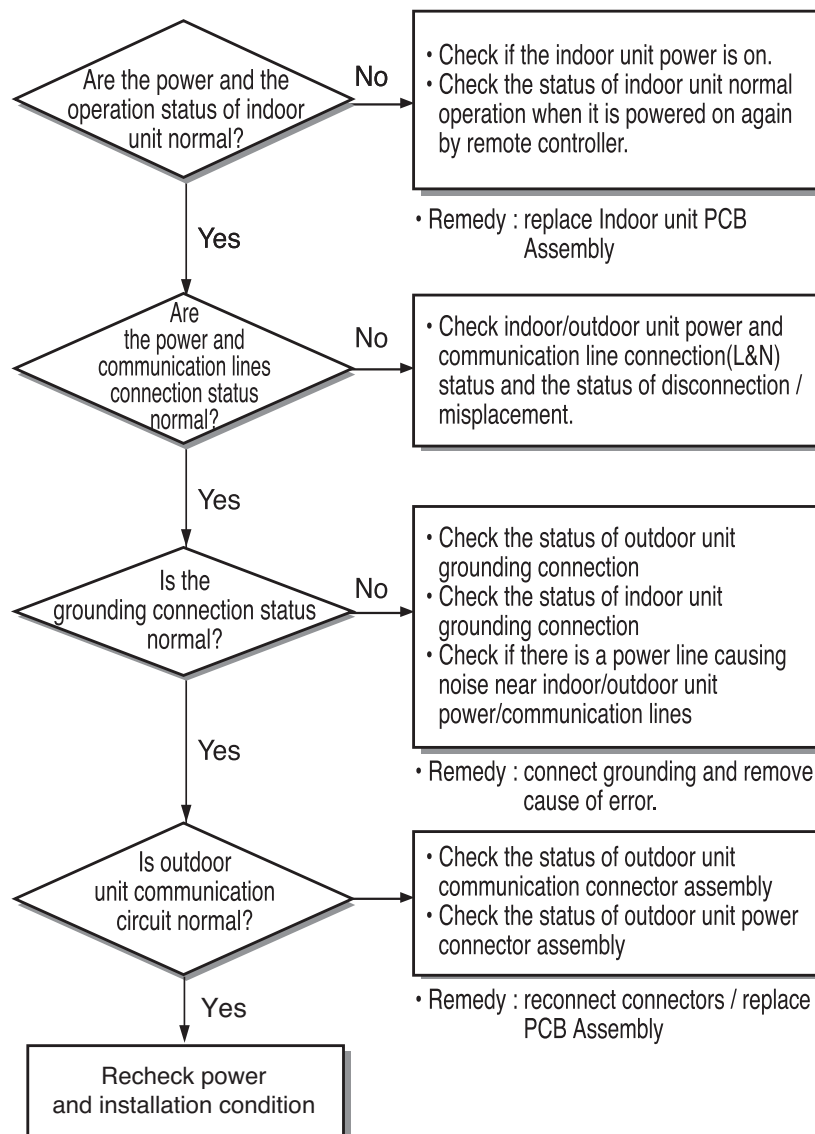 Are the power and the
operation status of indoor
unit normal?
No
• Check if the indoor unit power is on.
• Check the status of indoor unit normal
operation when it is powered on again
by remote controller.
• Remedy : replace Indoor unit PCB
Assembly
Yes
Are
the power and
communication lines
connection status
normal?
No
• Check indoor/outdoor unit power and
communication line connection(L&N)
status and the status of disconnection /
misplacement.
Yes
Is the
grounding connection status
normal?
No
• Check the status of outdoor unit
grounding connection
• Check the status of indoor unit
grounding connection
• Check if there is a power line causing
noise near indoor/outdoor unit
power/communication lines
• Remedy : connect grounding and remove
cause of error.
Yes
Is outdoor
unit communication
circuit normal?
• Check the status of outdoor unit
communication connector assembly
• Check the status of outdoor unit power
connector assembly
• Remedy : reconnect connectors / replace
PCB Assembly
Yes
Recheck power
and installation condition